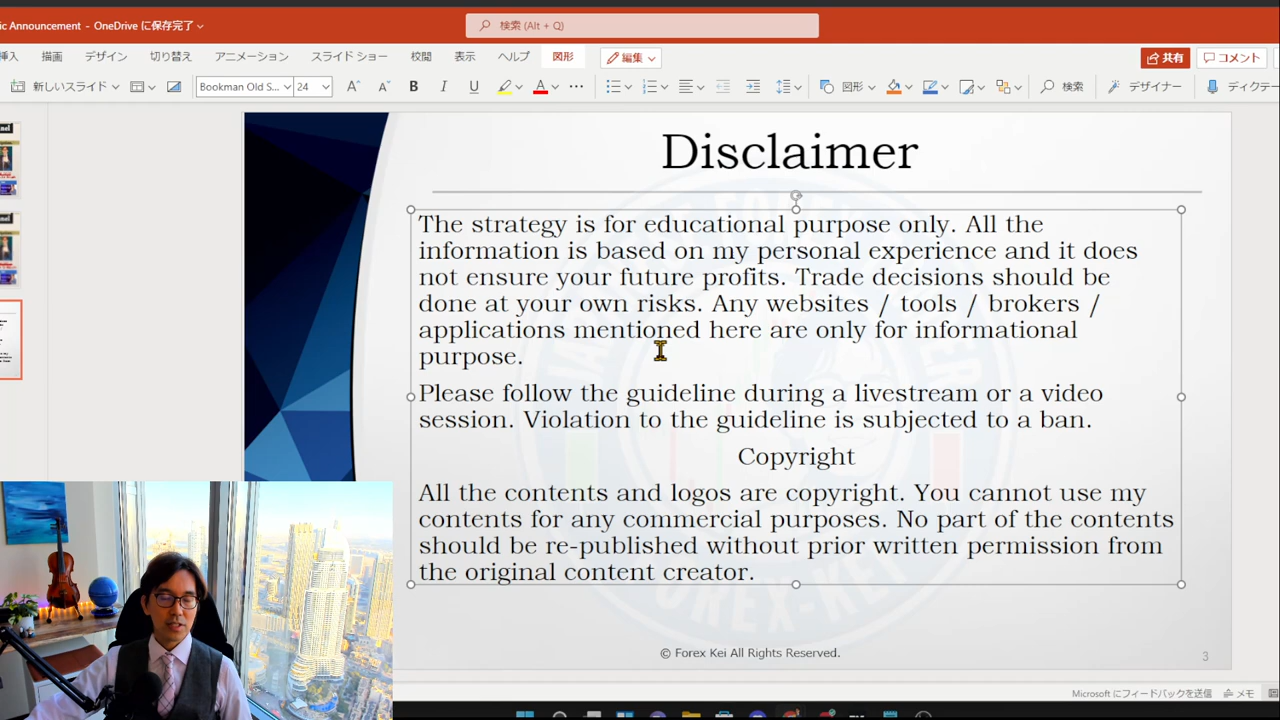 ic Announcement - OneDrive に保存完了
検索 (Alt + Q)
挿入 描画 デザイン 切り替え アニメーション スライド ショー 校閲 表示 ヘルプ 図形 編集 共有 コメント
新しいスライド Bookman Old S... 24 B I U A 図形 検索 デザイナー ディクテー
Disclaimer
The strategy is for educational purpose only. All the
information is based on my personal experience and it does
not ensure your future profits. Trade decisions should be
done at your own risks. Any websites / tools / brokers /
applications mentioned here are only for informational
purpose.
Please follow the guideline during a livestream or a video
session. Violation to the guideline is subjected to a ban.
Copyright
All the contents and logos are copyright. You cannot use my
contents for any commercial purposes. No part of the contents
should be re-published without prior written permission from
the original content creator.
© Forex Kei All Rights Reserved.
3
Microsoft にフィードバックを送信 メモ